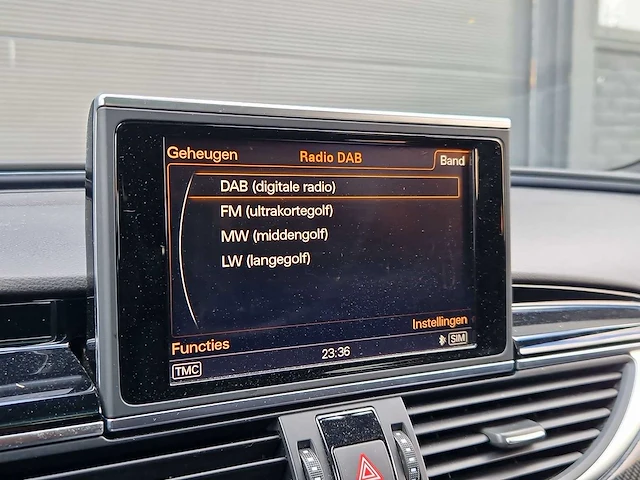 Geheugen Radio DAB Band
DAB (digitale radio)
FM (ultrakortegolf)
MW (middengolf)
LW (langegolf)
Functies Instellingen
TMC 23:36 SIM